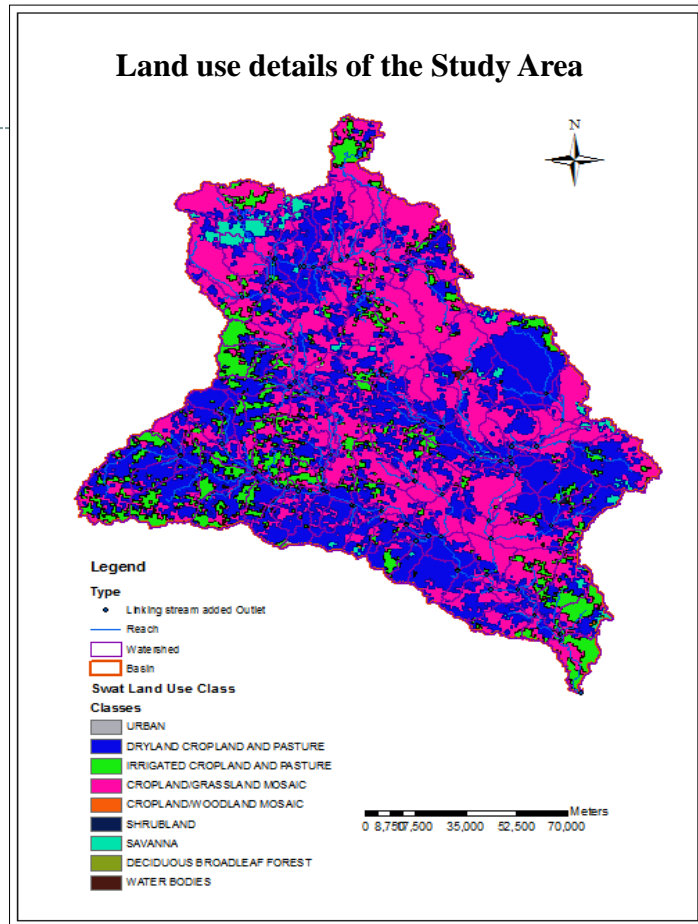 Land use details of the Study Area
N
Legend
Type
Linking stream added Outlet
Reach
Watershed
Basin
Swat Land Use Class
Classes
URBAN
DRYLAND CROPLAND AND PASTURE
IRRIGATED CROPLAND AND PASTURE
CROPLAND/GRASSLAND MOSAIC
CROPLAND/WOODLAND MOSAIC
SHRUBLAND
SAVANNA
DECIDUOUS BROADLEAF FOREST
WATER BODIES
Meters
0 8,75017,500 35,000 52,500 70,000